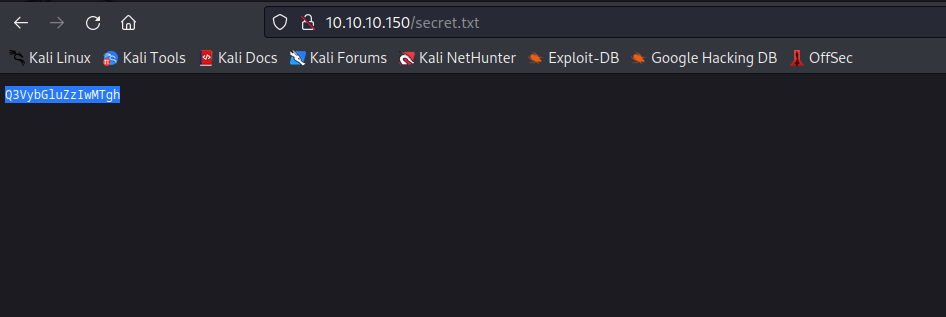 10.10.10.150/secret.txt
Kali Linux Kali Tools Kali Docs Kali Forums Kali NetHunter Exploit-DB Google Hacking DB OffSec
Q3VybGluZzIwMTgh